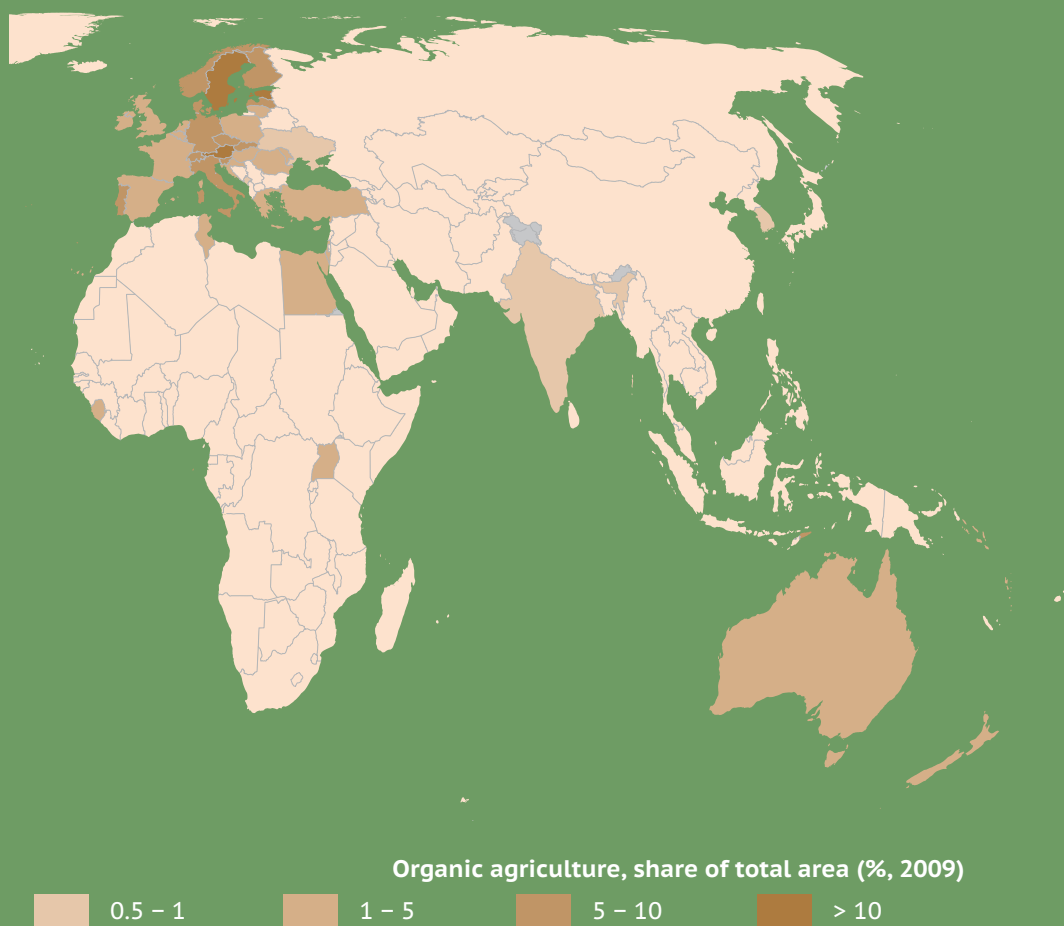 Organic agriculture, share of total area (%, 2009)
0.5 – 1
1 – 5
5 – 10
> 10